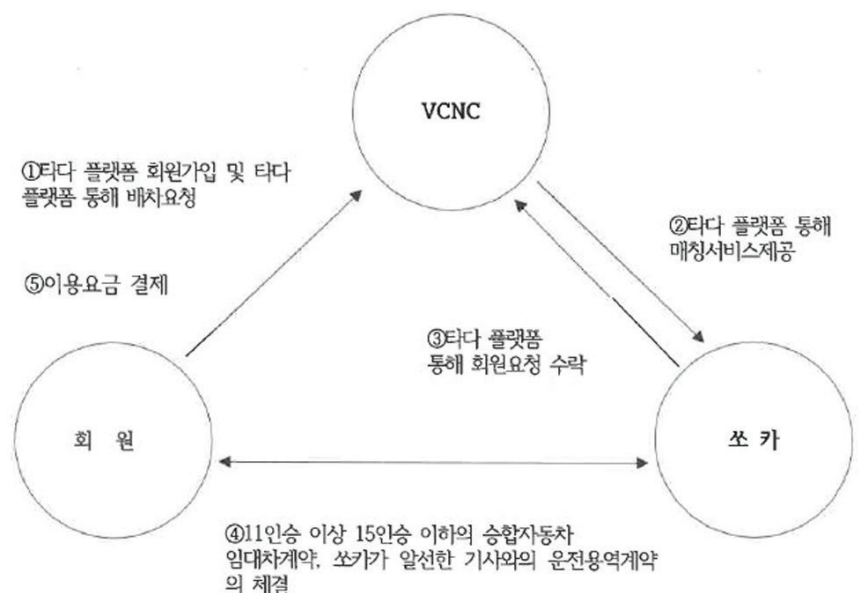 VCNC
①타다 플랫폼 회원가입 및 타다
플랫폼 통해 배차요청
②타다 플랫폼 통해
매칭서비스제공
⑤이용요금 결제
③타다 플랫폼
통해 회원요청 수락
회 원
쏘 카
④11인승 이상 15인승 이하의 승합자동차
임대차계약, 쏘카가 알선한 기사와의 운전용역계약
의 체결